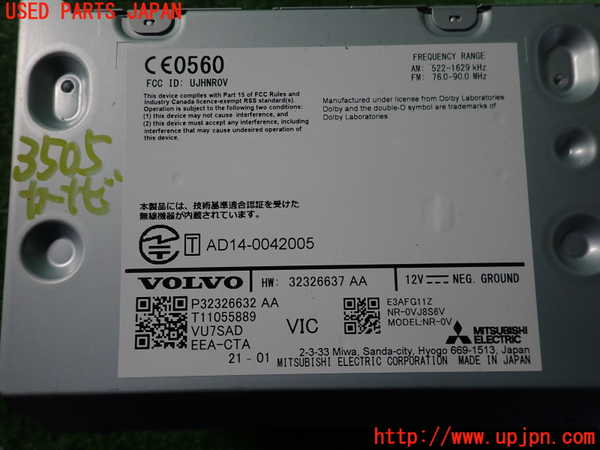 USED PARTS JAPAN
CE0560
FCC ID: UJHNROV
This device complies with Part 15 of FCC Rules and
Industry Canada licence-exempt RSS standard(s).
Operation is subject to the following two conditions:
(1) this device may not cause interference, and
(2) this device must accept any interference, including
interference that may cause undesired operation of
this device.
FREQUENCY RANGE
AM: 522-1629 kHz
FM: 76.0-90.0 MHz
Manufactured under license from Dolby Laboratories.
Dolby and the double-D symbol are trademarks of
Dolby Laboratories.
3505
カーナビ
本製品には、技術基準適合認証を受けた
無線機器が内蔵されています。
T AD14-0042005
VOLVO
HW: 32326637 AA
12V NEG. GROUND
P32326632 AA
T11055889
VU7SAD
EEA-CTA
21-01
VIC
E3AFG11Z
NR-0VJ8S6V
MODEL:NR-0V
MITSUBISHI
ELECTRIC
2-3-33 Miwa, Sanda-city, Hyogo 669-1513, Japan
MITSUBISHI ELECTRIC CORPORATION MADE IN JAPAN
http://www.upjpn.com